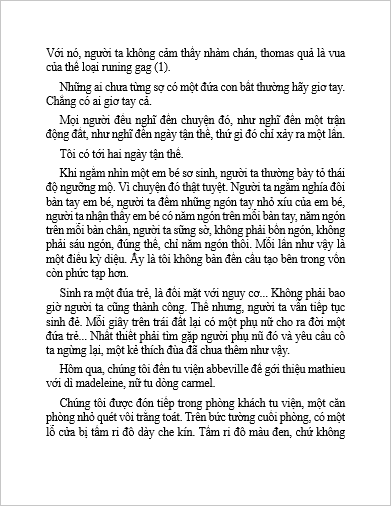 Với nó, người ta không cảm thấy nhàm chán, thomas quả là vua
của thể loại runing gag (1).
Những ai chưa từng sợ có một đứa con bất thường hãy giơ tay.
Chẳng có ai giơ tay cả.
Mọi người đều nghĩ đến chuyện đó, như nghĩ đến một trận
động đất, như nghĩ đến ngày tận thế, thứ gì đó chỉ xảy ra một lần.
Tôi có tới hai ngày tận thế.
Khi ngắm nhìn một em bé sơ sinh, người ta thường bày tỏ thái
độ ngưỡng mộ. Vì chuyện đó thật tuyệt. Người ta ngắm nghía đôi
bàn tay em bé, người ta đếm những ngón tay nhỏ xíu của em bé,
người ta nhận thấy em bé có năm ngón trên mỗi bàn tay, năm ngón
trên mỗi bàn chân, người ta sững sờ, không phải bốn ngón, không
phải sáu ngón, đúng thế, chỉ năm ngón thôi. Mỗi lần như vậy là
một điều kỳ diệu. Ấy là tôi không bàn đến cấu tạo bên trong vốn
còn phức tạp hơn.
Sinh ra một đúa trẻ, là đối mặt với nguy cơ... Không phải bao
giờ người ta cũng thành công. Thế nhưng, người ta vẫn tiếp tục
sinh đẻ. Mỗi giây trên trái đất lại có một phụ nữ cho ra đời một
đứa trẻ... Nhất thiết phải tìm gặp người phụ nũ đó và yêu cầu cô
ta ngừng lại, một kẻ thích đùa đã chua thêm như vậy.
Hôm qua, chúng tôi đến tu viện abbeville để gới thiệu mathieu
với dì madeleine, nữ tu dòng carmel.
Chúng tôi được đón tiếp trong phòng khách tu viện, một căn
phòng nhỏ quét vôi trằng toát. Trên bức tường cuối phòng, có một
lỗ cửa bị tấm ri đô dày che kín. Tấm ri đô màu đen, chứ không